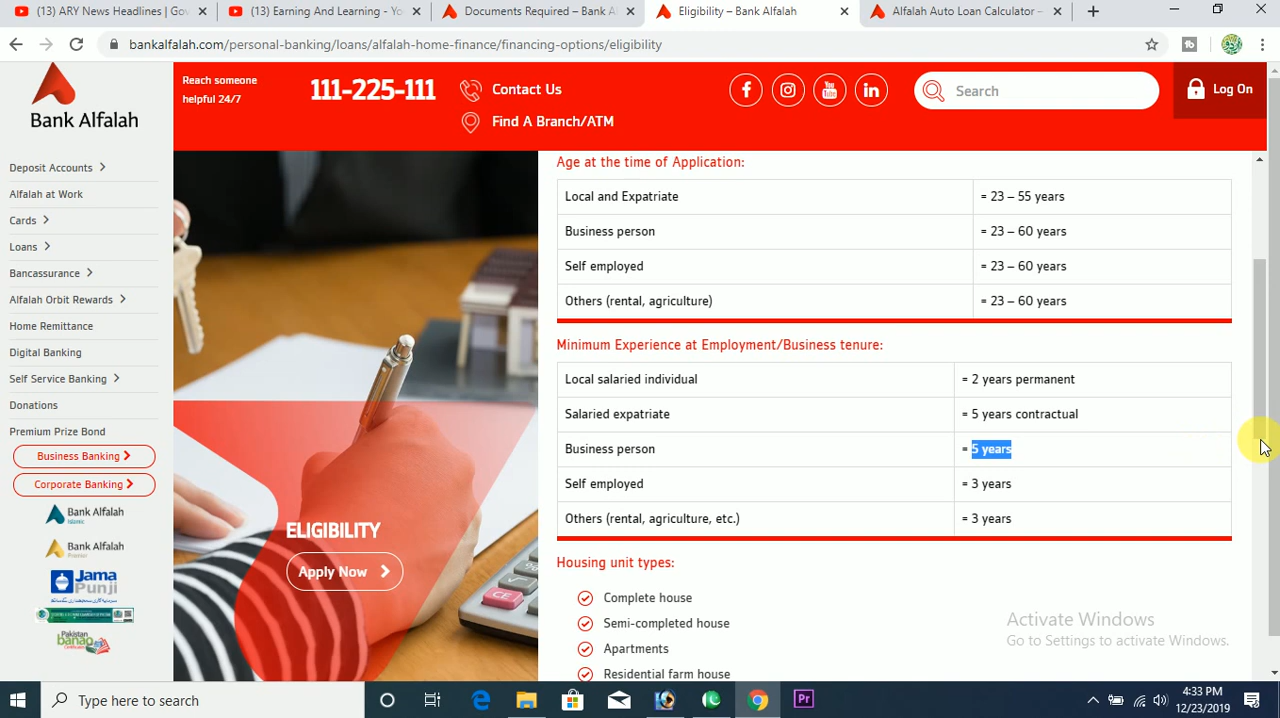 (13) ARY News Headlines | Gov
(13) Earning And Learning - Yo
Documents Required – Bank Al
Eligibility – Bank Alfalah
Alfalah Auto Loan Calculator –
bankalfalah.com/personal-banking/loans/alfalah-home-finance/financing-options/eligibility
Bank Alfalah
Reach someone
helpful 24/7
111-225-111
Contact Us
Find A Branch/ATM
Search
Log On
Deposit Accounts
Alfalah at Work
Cards
Loans
Bancassurance
Alfalah Orbit Rewards
Home Remittance
Digital Banking
Self Service Banking
Donations
Premium Prize Bond
Business Banking
Corporate Banking
Bank Alfalah
Islamic
Bank Alfalah
Premier
Jama
Punji
Pakistan
banao
ELIGIBILITY
Apply Now
CE
Age at the time of Application:
Local and Expatriate = 23 – 55 years
Business person = 23 – 60 years
Self employed = 23 – 60 years
Others (rental, agriculture) = 23 – 60 years
Minimum Experience at Employment/Business tenure:
Local salaried individual = 2 years permanent
Salaried expatriate = 5 years contractual
Business person = 5 years
Self employed = 3 years
Others (rental, agriculture, etc.) = 3 years
Housing unit types:
Complete house
Semi-completed house
Apartments
Residential farm house
Activate Windows
Go to Settings to activate Windows.
Type here to search
Pr
4:33 PM
12/23/2019